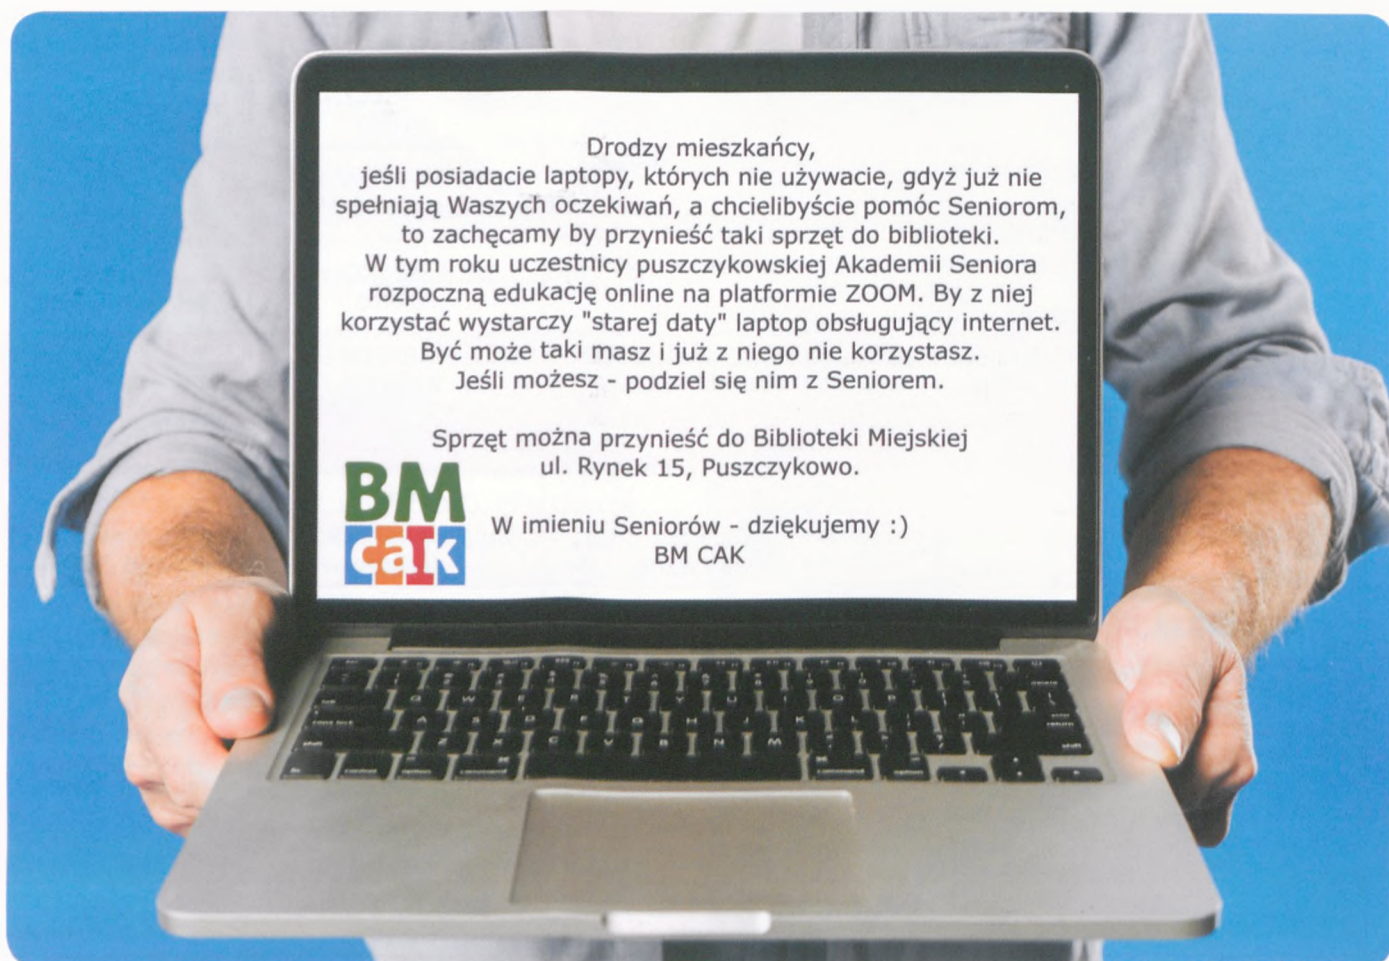 Drodzy mieszkańcy,
jeśli posiadacie laptopy, których nie używacie, gdyż już nie
spełniają Waszych oczekiwań, a chcielibyście pomóc Seniorom,
to zachęcamy by przynieść taki sprzęt do biblioteki.
W tym roku uczestnicy puszczykowskiej Akademii Seniora
rozpoczną edukację online na platformie ZOOM. By z niej
korzystać wystarczy "starej daty" laptop obsługujący internet.
Być może taki masz i już z niego nie korzystasz.
Jeśli możesz - podziel się nim z Seniorem.
Sprzęt można przynieść do Biblioteki Miejskiej
ul. Rynek 15, Puszczykowo.
BM
cak
W imieniu Seniorów - dziękujemy :)
BM CAK